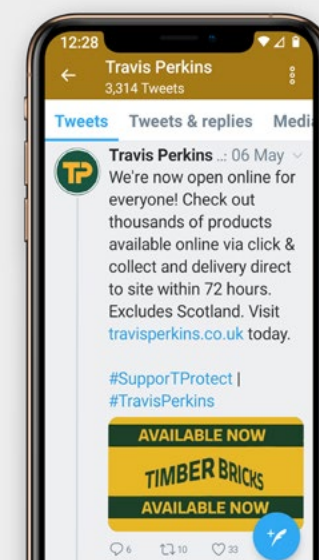 12:28
Travis Perkins
3,314 Tweets
Tweets Tweets & replies Media
TP
Travis Perkins ..: 06 May
We're now open online for
everyone! Check out
thousands of products
available online via click &
collect and delivery direct
to site within 72 hours.
Excludes Scotland. Visit
travisperkins.co.uk today.
#SupporTProtect |
#TravisPerkins
AVAILABLE NOW
TIMBER BRICKS
AVAILABLE NOW
6 10 33